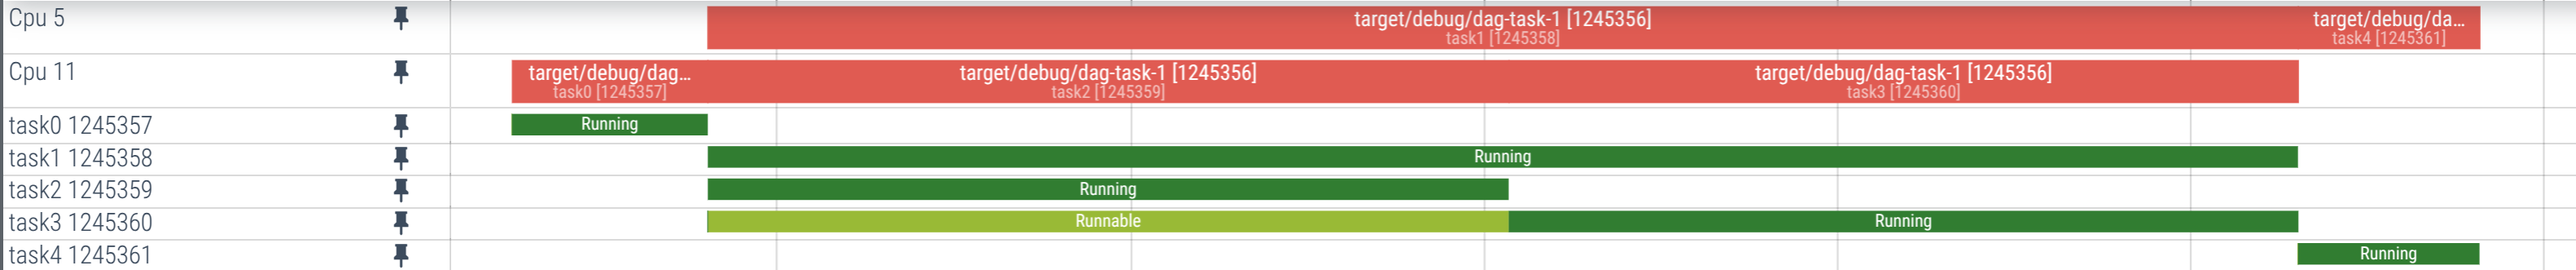 Cpu 5
target/debug/dag-task-1 [1245356]
task1 [1245358]
target/debug/da...
task4 [1245361]
Cpu 11
target/debug/dag...
task0 [1245357]
target/debug/dag-task-1 [1245356]
task2 [1245359]
target/debug/dag-task-1 [1245356]
task3 [1245360]
task0 1245357
Running
task1 1245358
Running
task2 1245359
Running
task3 1245360
Runnable
Running
task4 1245361
Running